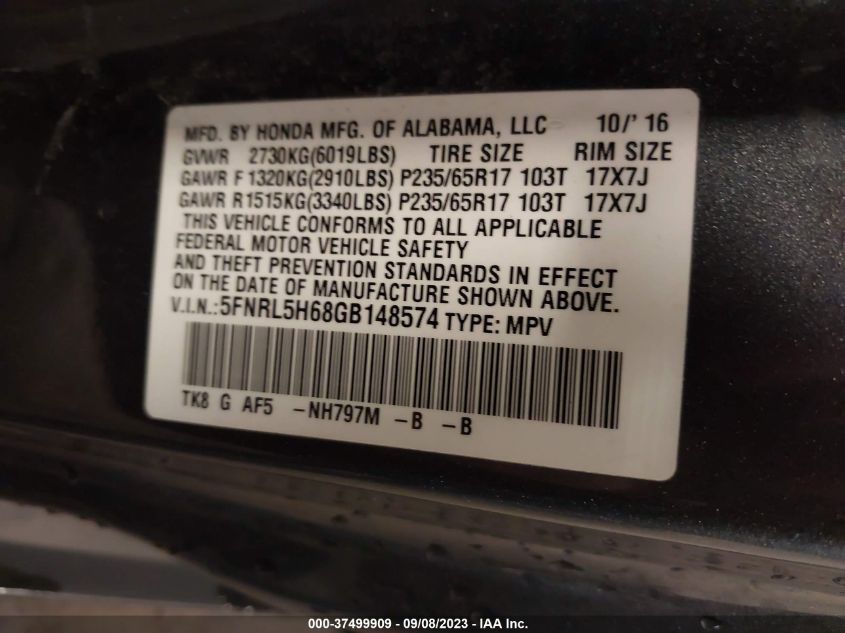 MFD. BY HONDA MFG. OF ALABAMA, LLC 10/'16
GVWR 2730KG(6019LBS) TIRE SIZE RIM SIZE
GAWR F 1320KG(2910LBS) P235/65R17 103T 17X7J
GAWR R1515KG(3340LBS) P235/65R17 103T 17X7J
THIS VEHICLE CONFORMS TO ALL APPLICABLE
FEDERAL MOTOR VEHICLE SAFETY
AND THEFT PREVENTION STANDARDS IN EFFECT
ON THE DATE OF MANUFACTURE SHOWN ABOVE.
V.I.N.:5FNRL5H68GB148574 TYPE: MPV
TK8 G AF5 -NH797M -B -B
000-37499909 - 09/08/2023 - IAA Inc.